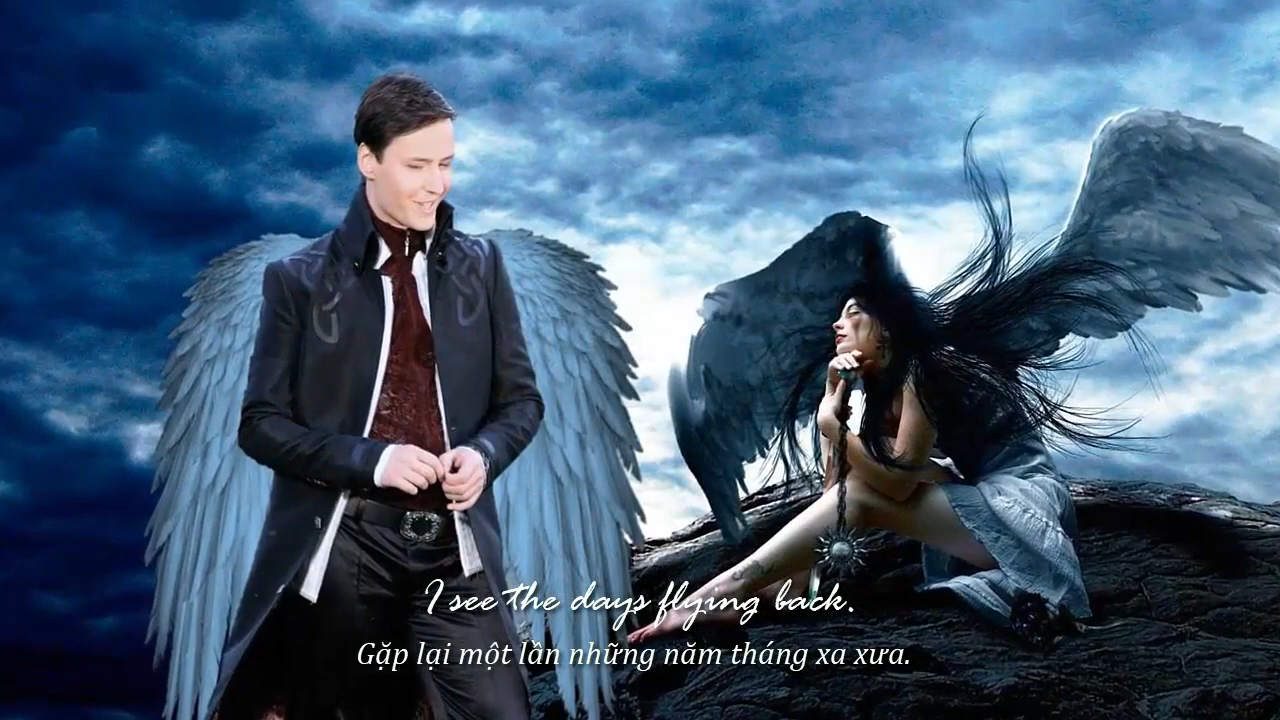 I see the days flying back.
Gặp lại một lần những năm tháng xa xưa.